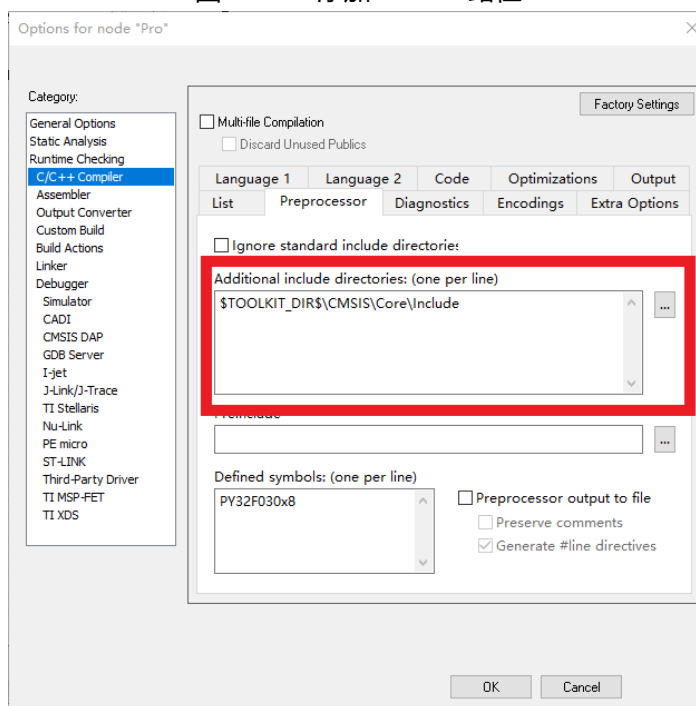 Options for node "Pro"
Category:
Factory Settings
General Options
Static Analysis
Runtime Checking
C/C++ Compiler
Assembler
Output Converter
Custom Build
Build Actions
Linker
Debugger
Simulator
CADI
CMSIS DAP
GDB Server
I-jet
J-Link/J-Trace
TI Stellaris
Nu-Link
PE micro
ST-LINK
Third-Party Driver
TI MSP-FET
TI XDS
Multi-file Compilation
Discard Unused Publics
Language 1 Language 2 Code Optimizations Output
List Preprocessor Diagnostics Encodings Extra Options
Ignore standard include directories
Additional include directories: (one per line)
$TOOLKIT_DIR$\CMSIS\Core\Include
...
Preinclude
...
Defined symbols: (one per line)
PY32F030x8
Preprocessor output to file
Preserve comments
Generate #line directives
OK Cancel